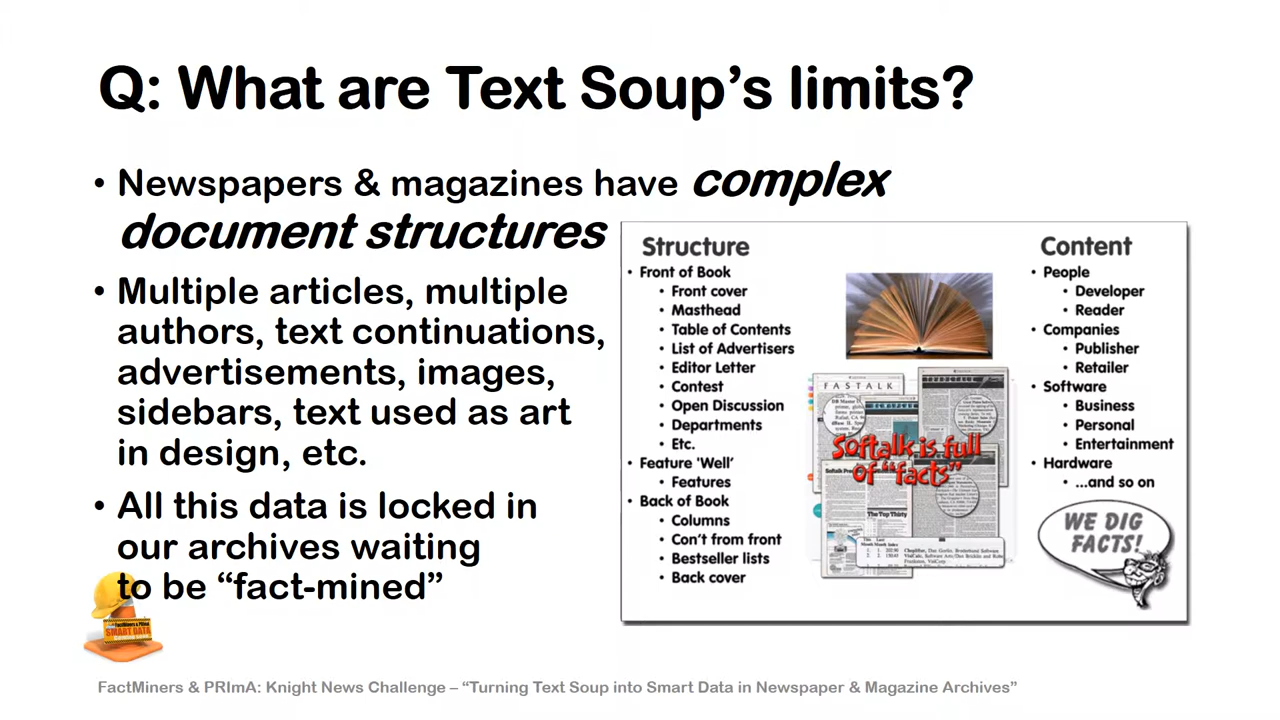 Q: What are Text Soup's limits?
• Newspapers & magazines have complex
document structures
• Multiple articles, multiple
authors, text continuations,
advertisements, images,
sidebars, text used as art
in design, etc.
• All this data is locked in
our archives waiting
to be “fact-mined”
SMART DATA
Structure
• Front of Book
• Front cover
• Masthead
• Table of Contents
• List of Advertisers
• Editor Letter
• Contest
• Open Discussion
• Departments
• Etc.
• Feature 'Well'
• Features
• Back of Book
• Columns
• Con't from front
• Bestseller lists
• Back cover
FASTALK
Softalk is full
of “facts”
The Top Thirty
Content
• People
• Developer
• Reader
• Companies
• Publisher
• Retailer
• Software
• Business
• Personal
• Entertainment
• Hardware
• ...and so on
WE DIG
FACTS!
FactMiners & PRImA: Knight News Challenge – “Turning Text Soup into Smart Data in Newspaper & Magazine Archives”